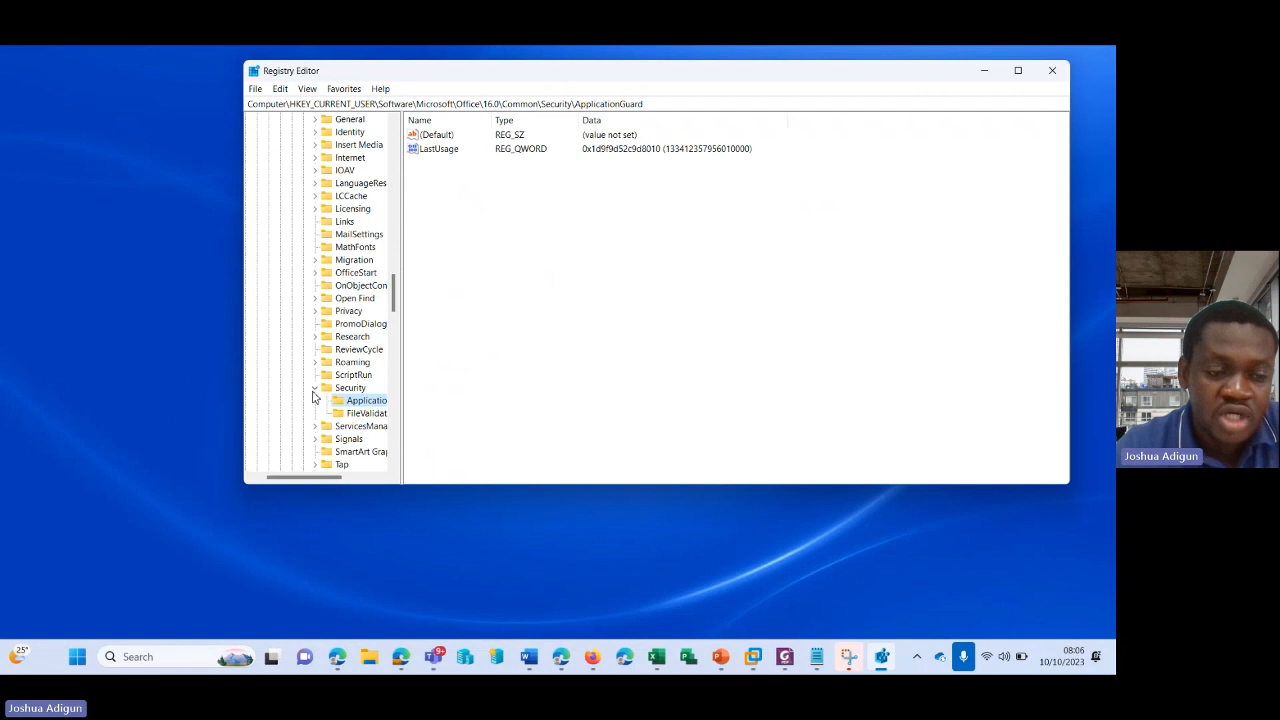 Registry Editor
File Edit View Favorites Help
Computer\HKEY_CURRENT_USER\Software\Microsoft\Office\16.0\Common\Security\ApplicationGuard
Name Type Data
(Default) REG_SZ (value not set)
LastUsage REG_QWORD 0x1d9f9d52c9d8010 (133412357956010000)
General
Identity
Insert Media
Internet
IOAV
LanguageRes
LCCache
Licensing
Links
MailSettings
MathFonts
Migration
OfficeStart
OnObjectCon
Open Find
Privacy
PromoDialog
Research
ReviewCycle
Roaming
ScriptRun
Security
Applicatio
FileValidat
ServicesMana
Signals
SmartArt Gra
Tap
Joshua Adigun
25°
Search
9+
08:06
10/10/2023
Joshua Adigun